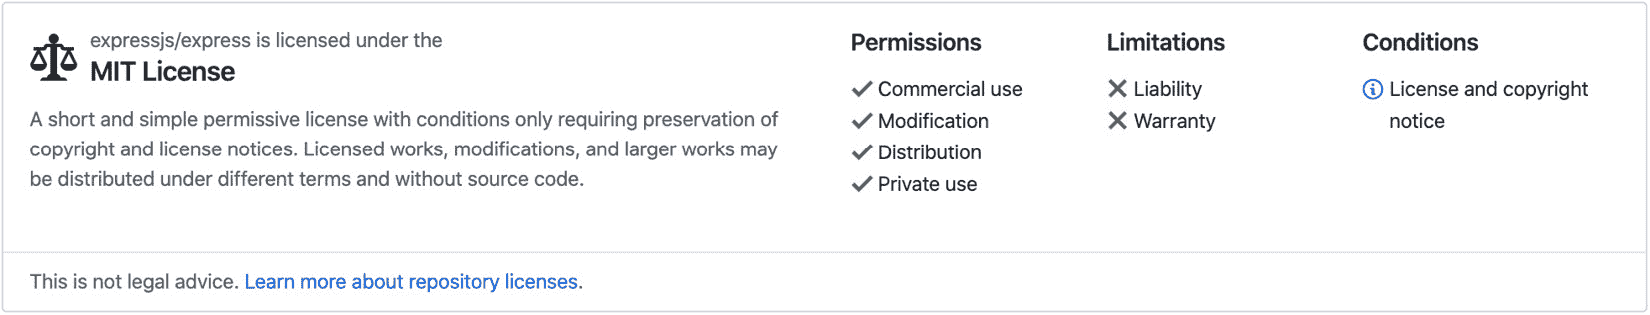 expressjs/express is licensed under the
MIT License
A short and simple permissive license with conditions only requiring preservation of
copyright and license notices. Licensed works, modifications, and larger works may
be distributed under different terms and without source code.
Permissions
Commercial use
Modification
Distribution
Private use
Limitations
Liability
Warranty
Conditions
License and copyright
notice
This is not legal advice. Learn more about repository licenses.